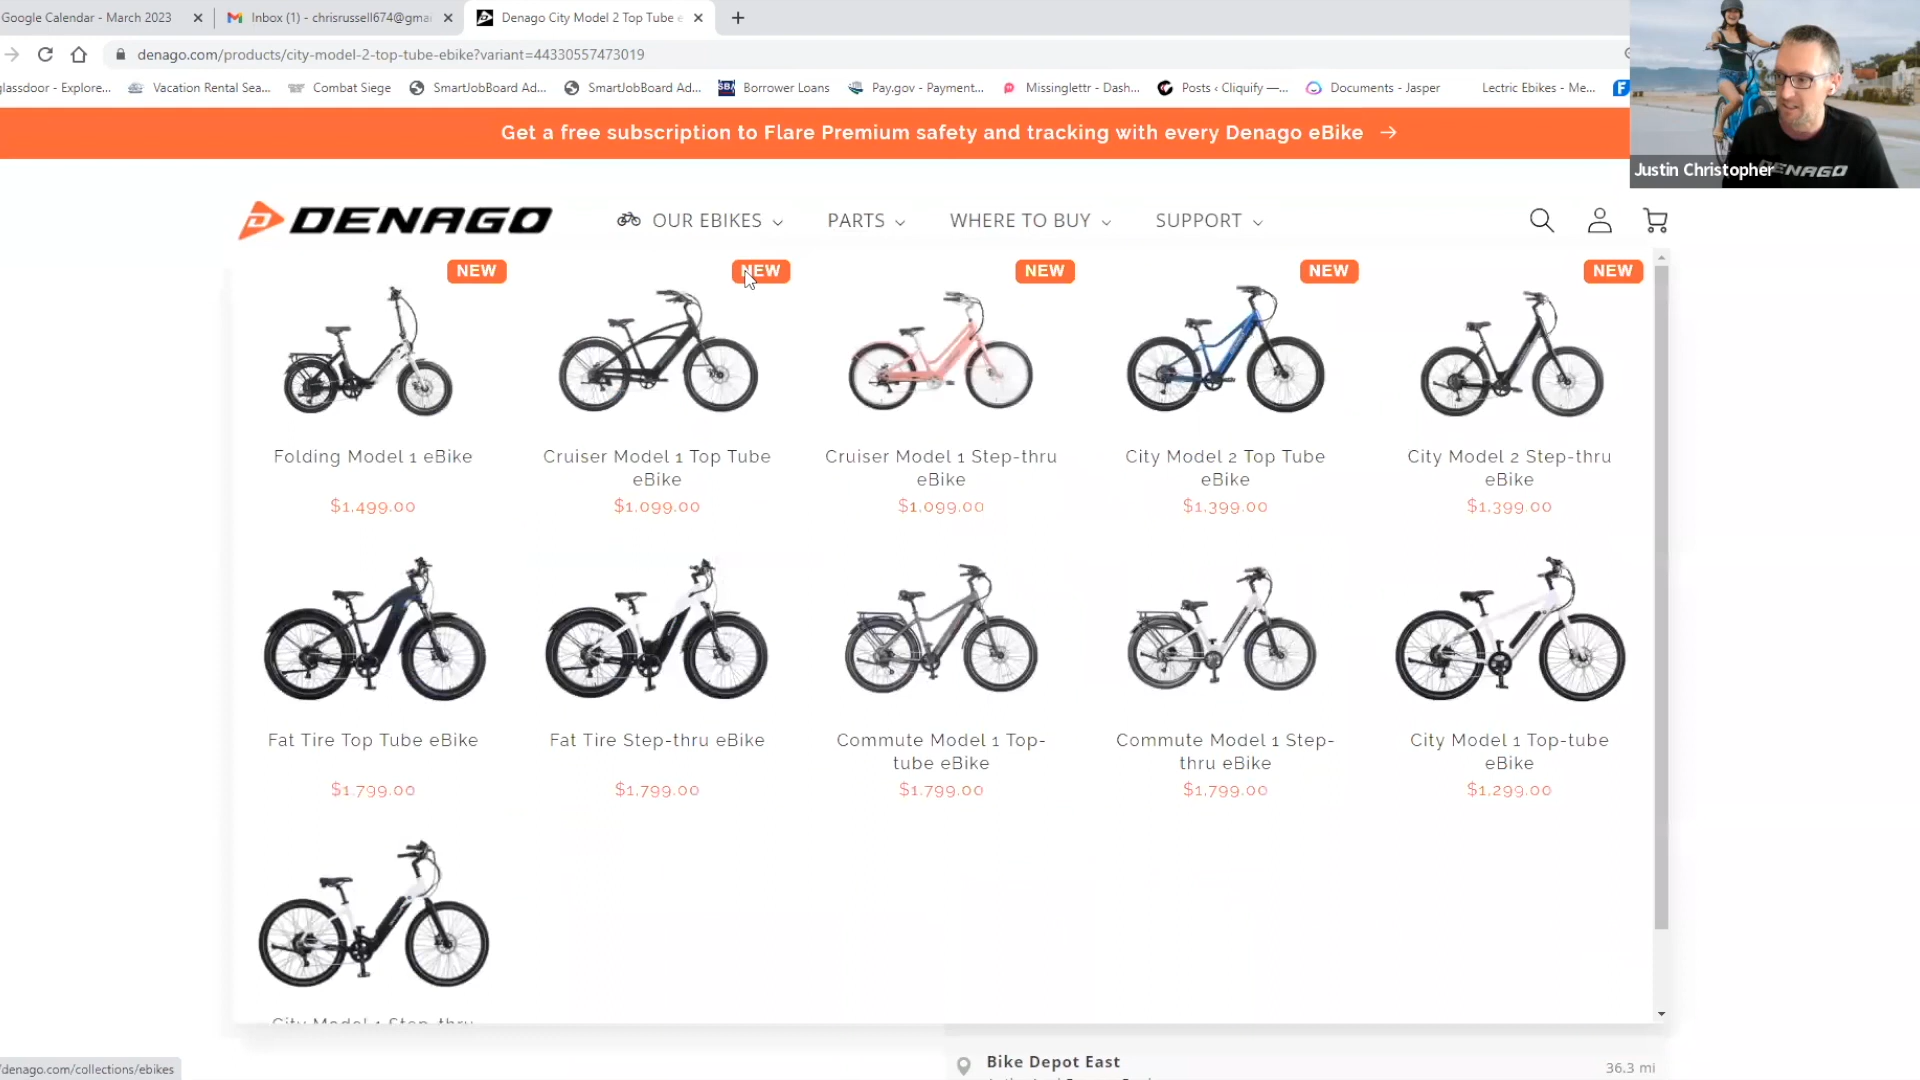 Google Calendar - March 2023
Inbox (1) - chrisrussell674@gmai
Denago City Model 2 Top Tube e
denago.com/products/city-model-2-top-tube-ebike?variant=44330557473019
glassdoor - Explore...
Vacation Rental Sea...
Combat Siege
SmartJobBoard Ad...
SmartJobBoard Ad...
SBA
Borrower Loans
Pay.gov - Payment...
Missinglettr - Dash...
Posts ‹ Cliquify —...
Documents - Jasper
Lectric Ebikes - Me...
Get a free subscription to Flare Premium safety and tracking with every Denago eBike →
DENAGO
Justin Christopher
DENAGO
OUR EBIKES
PARTS
WHERE TO BUY
SUPPORT
NEW
NEW
NEW
NEW
NEW
Folding Model 1 eBike
$1,499.00
Cruiser Model 1 Top Tube
eBike
$1,099.00
Cruiser Model 1 Step-thru
eBike
$1,099.00
City Model 2 Top Tube
eBike
$1,399.00
City Model 2 Step-thru
eBike
$1,399.00
Fat Tire Top Tube eBike
$1,799.00
Fat Tire Step-thru eBike
$1,799.00
Commute Model 1 Top-
tube eBike
$1,799.00
Commute Model 1 Step-
thru eBike
$1,799.00
City Model 1 Top-tube
eBike
$1,299.00
City Model 1 Step-thru
Bike Depot East
36.3 mi
/denago.com/collections/ebikes